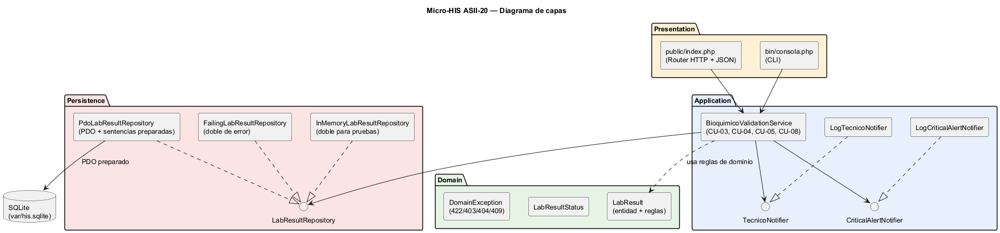 Micro-HIS ASII-20 — Diagrama de capas
Presentation
public/index.php
(Router HTTP + JSON)
bin/consola.php
(CLI)
Persistence
PdoLabResultRepository
(PDO + sentencias preparadas)
FailingLabResultRepository
(doble de error)
InMemoryLabResultRepository
(doble para pruebas)
Application
BioquimicoValidationService
(CU-03, CU-04, CU-05, CU-08)
LogTecnicoNotifier
LogCriticalAlertNotifier
PDO preparado
usa reglas de dominio
Domain
DomainException
(422/403/404/409)
LabResultStatus
LabResult
(entidad + reglas)
SQLite
(var/his.sqlite)
LabResultRepository
TecnicoNotifier
CriticalAlertNotifier